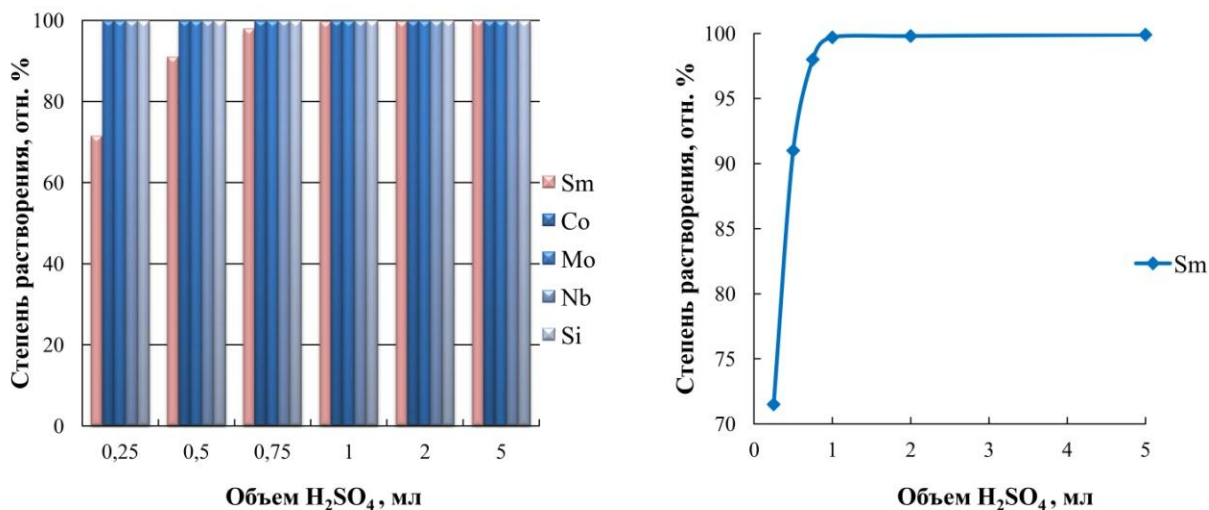 Степень растворения, отн. %
100
80
60
40
20
0
0,25 0,5 0,75 1 2 5
Объем H₂SO₄ , мл
Sm
Co
Mo
Nb
Si
Степень растворения, отн. %
100
95
90
85
80
75
70
0 1 2 3 4 5
Объем H₂SO₄ , мл
Sm